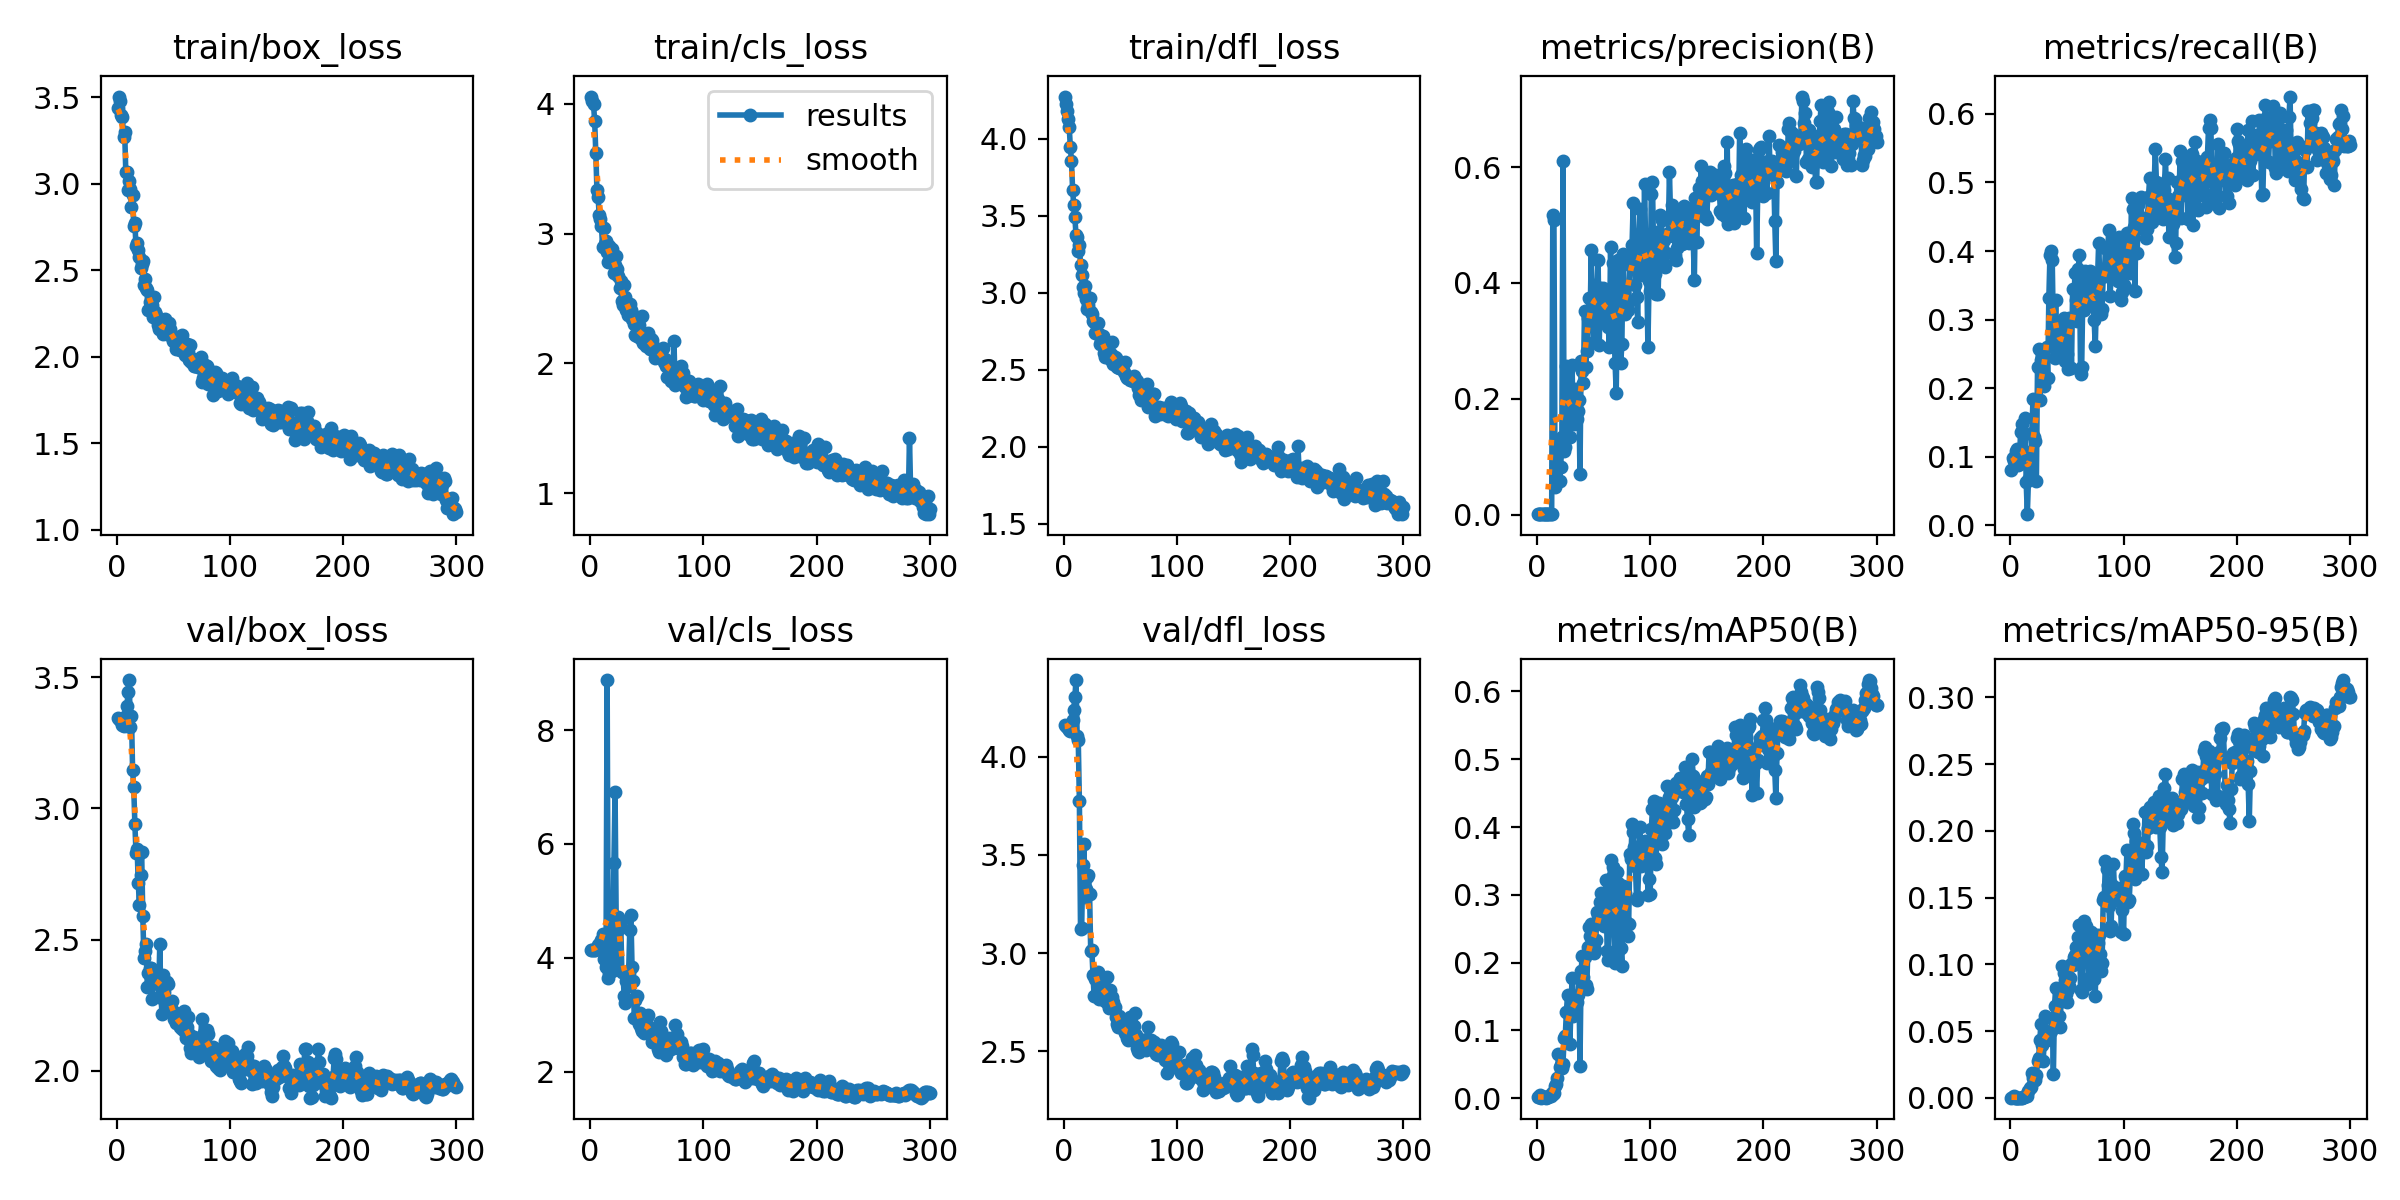 train/box_loss
3.5
3.0
2.5
2.0
1.5
1.0
0 100 200 300
train/cls_loss
results
smooth
4
3
2
1
0 100 200 300
train/dfl_loss
4.0
3.5
3.0
2.5
2.0
1.5
0 100 200 300
metrics/precision(B)
0.6
0.4
0.2
0.0
0 100 200 300
metrics/recall(B)
0.6
0.5
0.4
0.3
0.2
0.1
0.0
0 100 200 300
val/box_loss
3.5
3.0
2.5
2.0
0 100 200 300
val/cls_loss
8
6
4
2
0 100 200 300
val/dfl_loss
4.0
3.5
3.0
2.5
0 100 200 300
metrics/mAP50(B)
0.6
0.5
0.4
0.3
0.2
0.1
0.0
0 100 200 300
metrics/mAP50-95(B)
0.30
0.25
0.20
0.15
0.10
0.05
0.00
0 100 200 300